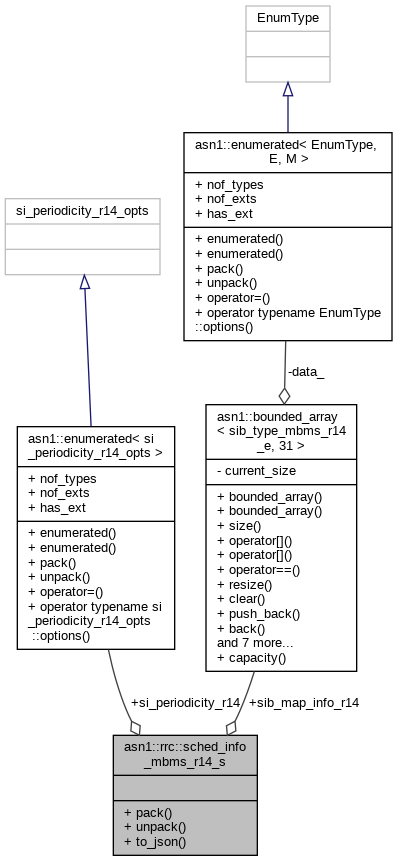 EnumType
asn1::enumerated< EnumType,
E, M >
+ nof_types
+ nof_exts
+ has_ext
+ enumerated()
+ enumerated()
+ pack()
+ unpack()
+ operator=()
+ operator typename EnumType
::options()
si_periodicity_r14_opts
-data_
asn1::bounded_array
< sib_type_mbms_r14
_e, 31 >
- current_size
+ bounded_array()
+ bounded_array()
+ size()
+ operator[]()
+ operator[]()
+ operator==()
+ resize()
+ clear()
+ push_back()
+ back()
and 7 more...
+ capacity()
asn1::enumerated< si
_periodicity_r14_opts >
+ nof_types
+ nof_exts
+ has_ext
+ enumerated()
+ enumerated()
+ pack()
+ unpack()
+ operator=()
+ operator typename si
_periodicity_r14_opts
::options()
+si_periodicity_r14
+sib_map_info_r14
asn1::rrc::sched_info
_mbms_r14_s
+ pack()
+ unpack()
+ to_json()